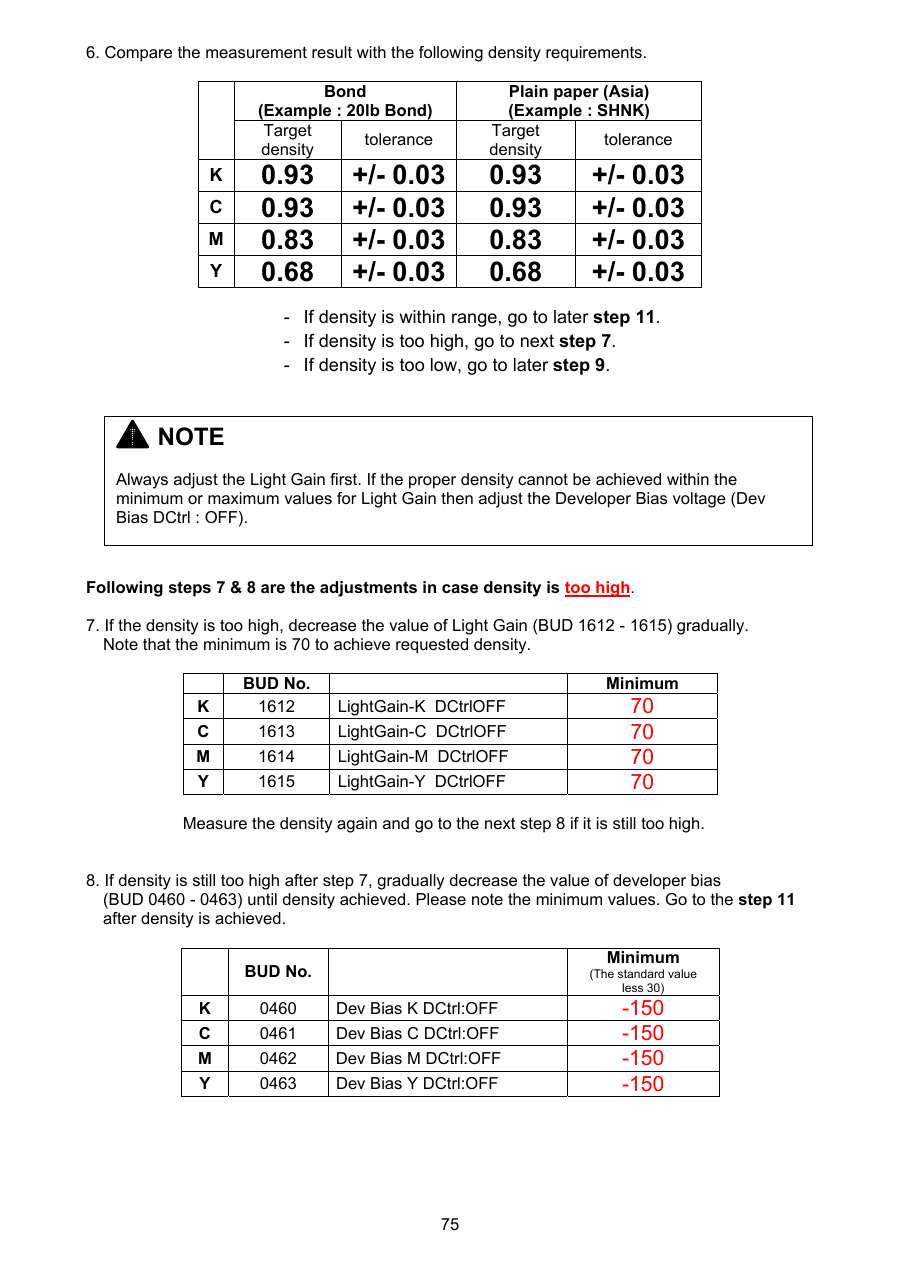 6. Compare the measurement result with the following density requirements.
Bond Plain paper (Asia)
(Example : 20lb Bond) (Example : SHNK)
Target density tolerance Target density tolerance
K 0.93 +/- 0.03 0.93 +/- 0.03
C 0.93 +/- 0.03 0.93 +/- 0.03
M 0.83 +/- 0.03 0.83 +/- 0.03
Y 0.68 +/- 0.03 0.68 +/- 0.03
- If density is within range, go to later step 11.
- If density is too high, go to next step 7.
- If density is too low, go to later step 9.
NOTE
Always adjust the Light Gain first. If the proper density cannot be achieved within the
minimum or maximum values for Light Gain then adjust the Developer Bias voltage (Dev
Bias DCtrl : OFF).
Following steps 7 & 8 are the adjustments in case density is too high.
7. If the density is too high, decrease the value of Light Gain (BUD 1612 - 1615) gradually.
Note that the minimum is 70 to achieve requested density.
BUD No. Minimum
K 1612 LightGain-K DCtrlOFF 70
C 1613 LightGain-C DCtrlOFF 70
M 1614 LightGain-M DCtrlOFF 70
Y 1615 LightGain-Y DCtrlOFF 70
Measure the density again and go to the next step 8 if it is still too high.
8. If density is still too high after step 7, gradually decrease the value of developer bias
(BUD 0460 - 0463) until density achieved. Please note the minimum values. Go to the step 11
after density is achieved.
BUD No. Minimum
(The standard value
less 30)
K 0460 Dev Bias K DCtrl:OFF -150
C 0461 Dev Bias C DCtrl:OFF -150
M 0462 Dev Bias M DCtrl:OFF -150
Y 0463 Dev Bias Y DCtrl:OFF -150
75